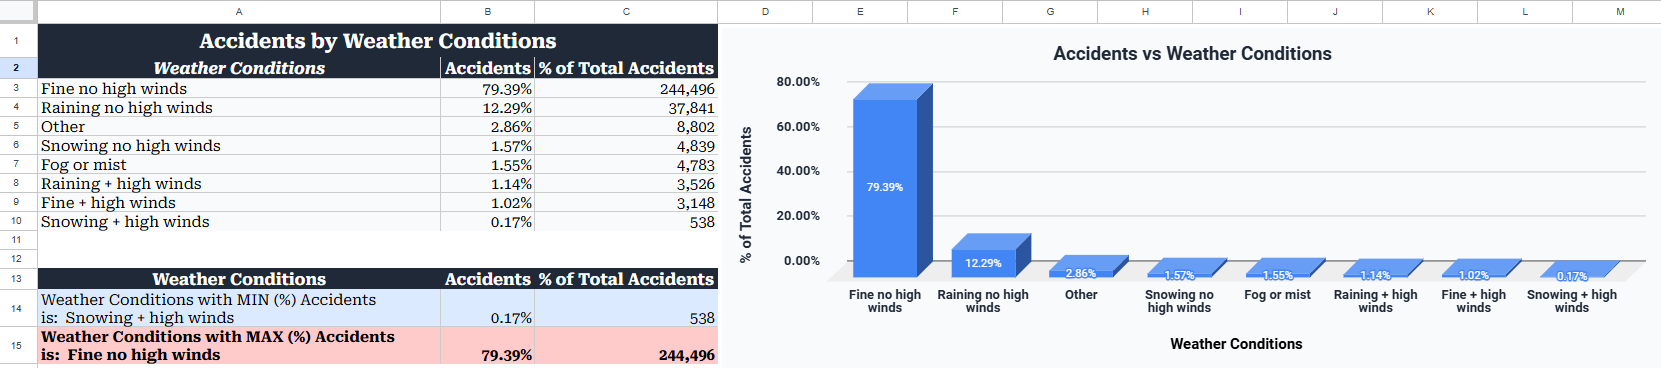 A B C D E F G H I J K L M
1 Accidents by Weather Conditions
2 Weather Conditions Accidents % of Total Accidents
3 Fine no high winds 79.39% 244,496
4 Raining no high winds 12.29% 37,841
5 Other 2.86% 8,802
6 Snowing no high winds 1.57% 4,839
7 Fog or mist 1.55% 4,783
8 Raining + high winds 1.14% 3,526
9 Fine + high winds 1.02% 3,148
10 Snowing + high winds 0.17% 538
11
12
13 Weather Conditions Accidents % of Total Accidents
Weather Conditions with MIN (%) Accidents
14 is: Snowing + high winds 0.17% 538
Weather Conditions with MAX (%) Accidents
15 is: Fine no high winds 79.39% 244,496
Accidents vs Weather Conditions
% of Total Accidents
80.00%
60.00%
40.00%
20.00%
0.00%
79.39% 12.29% 2.86% 1.57% 1.55% 1.14% 1.02% 0.17%
Fine no high Raining no high Other Snowing no Fog or mist Raining + high Fine + high Snowing + high
winds winds high winds winds winds winds
Weather Conditions